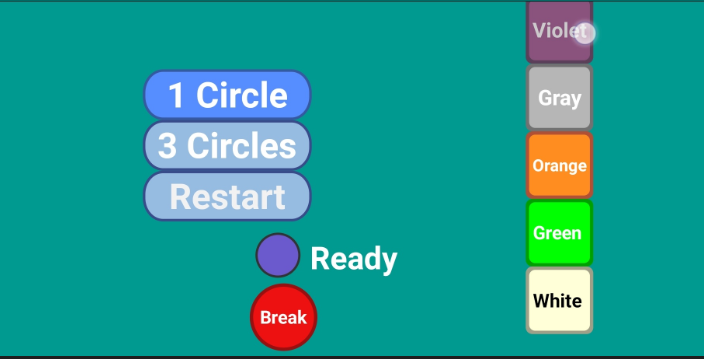 1 Circle
3 Circles
Restart
Ready
Break
Violet
Gray
Orange
Green
White